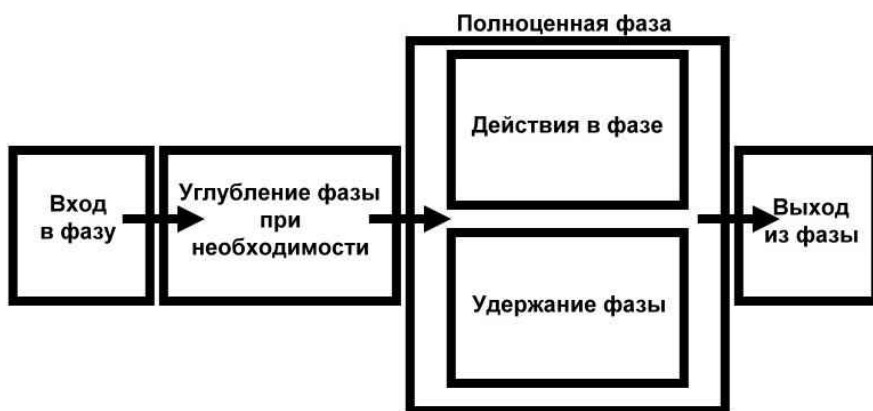 Полноценная фаза
Действия в фазе
Вход
в фазу
Углубление фазы
при
необходимости
Удержание фазы
Выход
из фазы